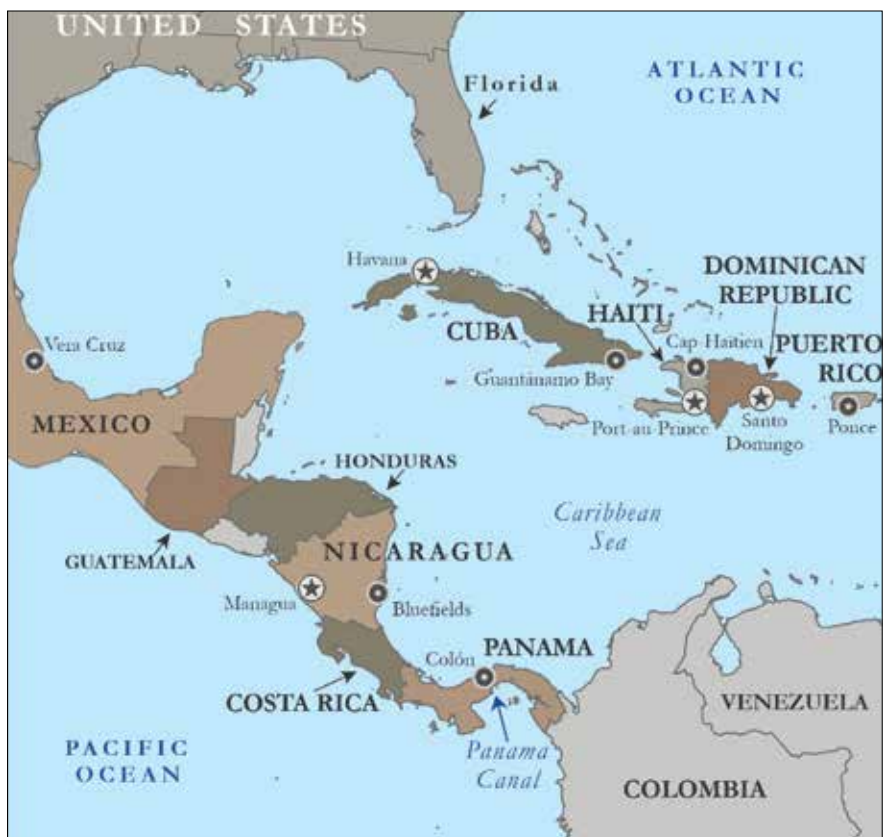 UNITED STATES
Florida
ATLANTIC
OCEAN
Havana
CUBA
DOMINICAN
REPUBLIC
HAITI
Cap-Haitien
PUERTO
RICO
Vera Cruz
Guantánamo Bay
MEXICO
Port-au-Prince
Santo
Domingo
Ponce
HONDURAS
Caribbean
Sea
GUATEMALA
NICARAGUA
Managua
Bluefields
PANAMA
Colón
COSTA RICA
VENEZUELA
PACIFIC
OCEAN
Panama
Canal
COLOMBIA